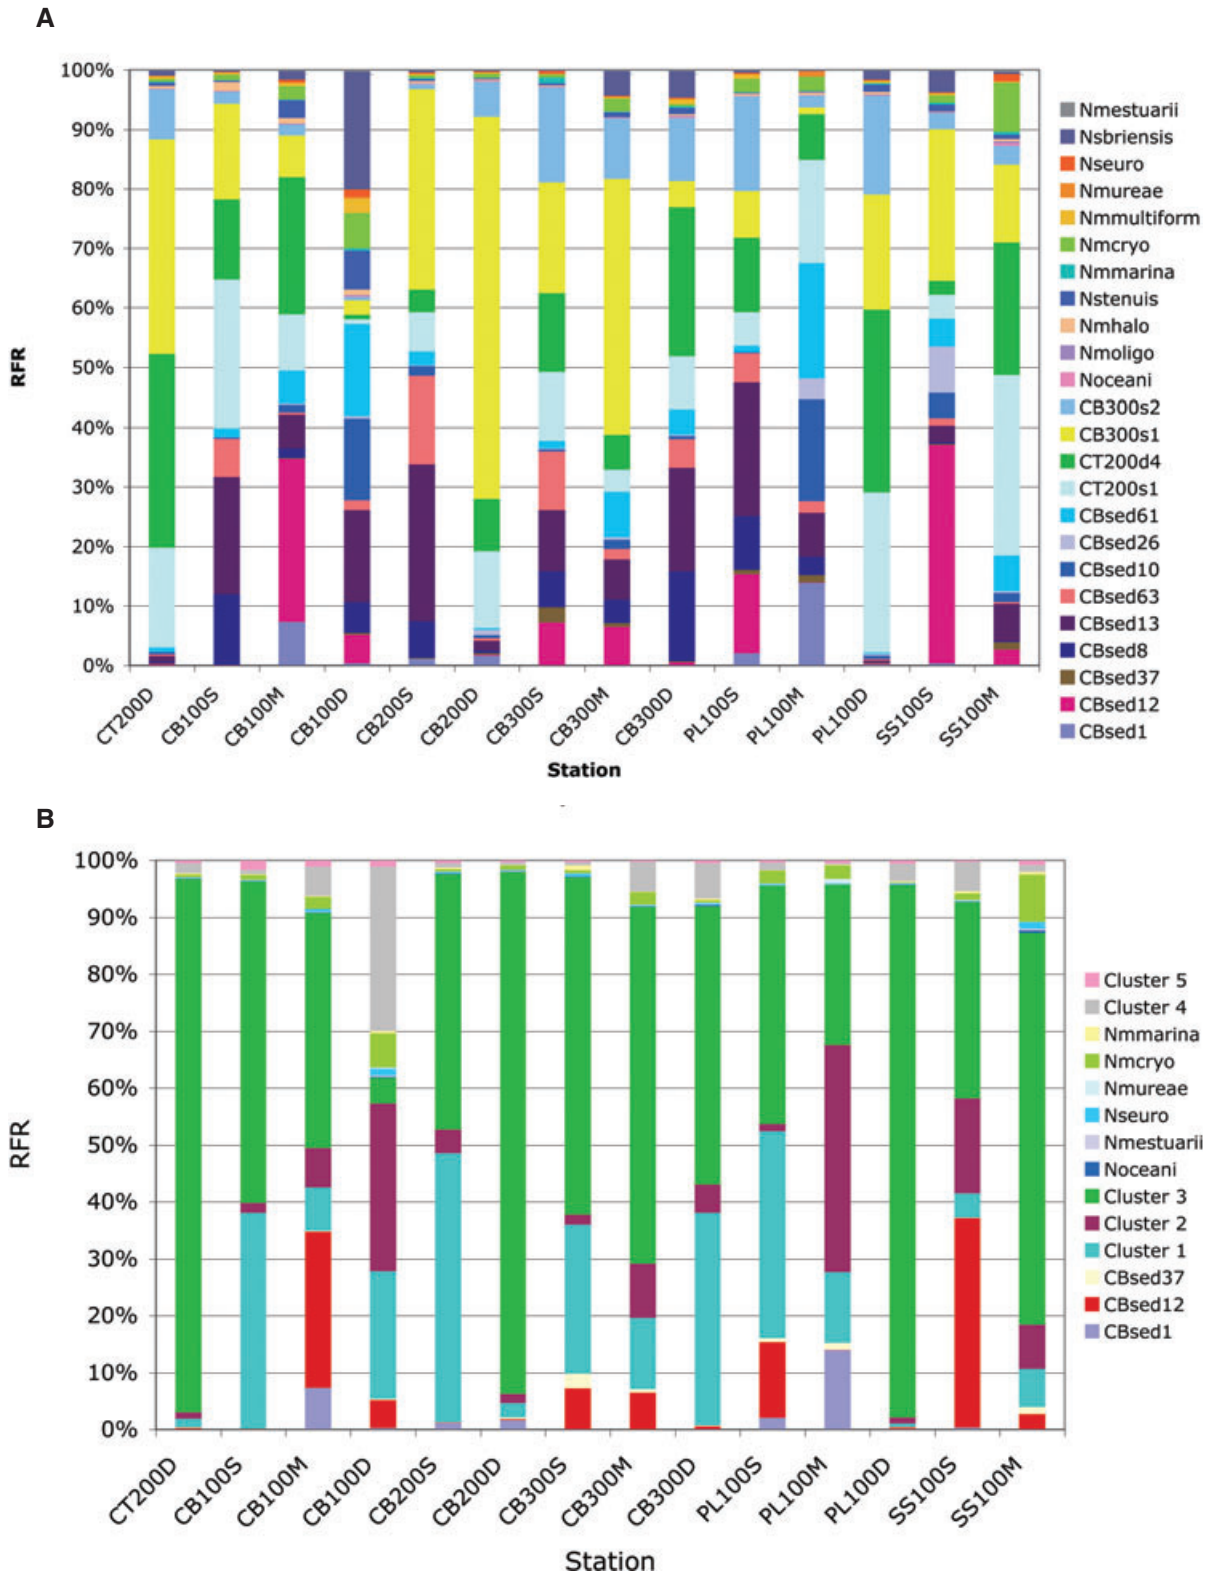 A
100%
90%
80%
70%
60%
50%
40%
30%
20%
10%
0%
RFR
CT200D
CB100S
CB100M
CB100D
CB200S
CB200D
CB300S
CB300M
CB300D
PL100S
PL100M
PL100D
SS100S
SS100M
Station
Nmestuarii
Nsbriensis
Nseuro
Nmureae
Nmmultiform
Nmcryo
Nmmarina
Nstenuis
Nmhalo
Nmoligo
Noceani
CB300s2
CB300s1
CT200d4
CT200s1
CBsed61
CBsed26
CBsed10
CBsed63
CBsed13
CBsed8
CBsed37
CBsed12
CBsed1
B
100%
90%
80%
70%
60%
50%
40%
30%
20%
10%
0%
RFR
CT200D
CB100S
CB100M
CB100D
CB200S
CB200D
CB300S
CB300M
CB300D
PL100S
PL100M
PL100D
SS100S
SS100M
Station
Cluster 5
Cluster 4
Nmmarina
Nmcryo
Nmureae
Nseuro
Nmestuarii
Noceani
Cluster 3
Cluster 2
Cluster 1
CBsed37
CBsed12
CBsed1